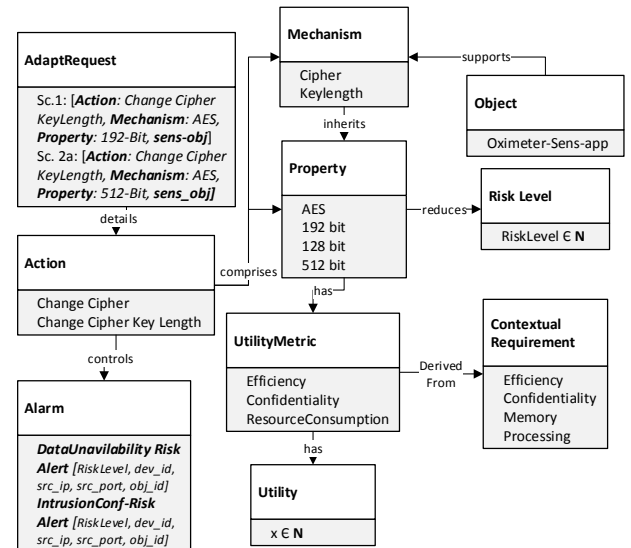 AdaptRequest
Sc.1: [Action: Change Cipher
KeyLength, Mechanism: AES,
Property: 192-Bit, sens-obj]
Sc. 2a: [Action: Change Cipher
KeyLength, Mechanism: AES,
Property: 512-Bit, sens_obj]
details
Action
Change Cipher
Change Cipher Key Length
controls
Alarm
DataUnavilability Risk
Alert [RiskLevel, dev_id,
src_ip, src_port, obj_id]
IntrusionConf-Risk
Alert [RiskLevel, dev_id,
src_ip, src_port, obj_id]
comprises
Mechanism
Cipher
Keylength
inherits
Property
AES
192 bit
128 bit
512 bit
has
UtilityMetric
Efficiency
Confidentiality
ResourceConsumption
has
Utility
x Є N
supports
Object
Oximeter-Sens-app
reduces
Risk Level
RiskLevel Є N
Derived
From
Contextual
Requirement
Efficiency
Confidentiality
Memory
Processing